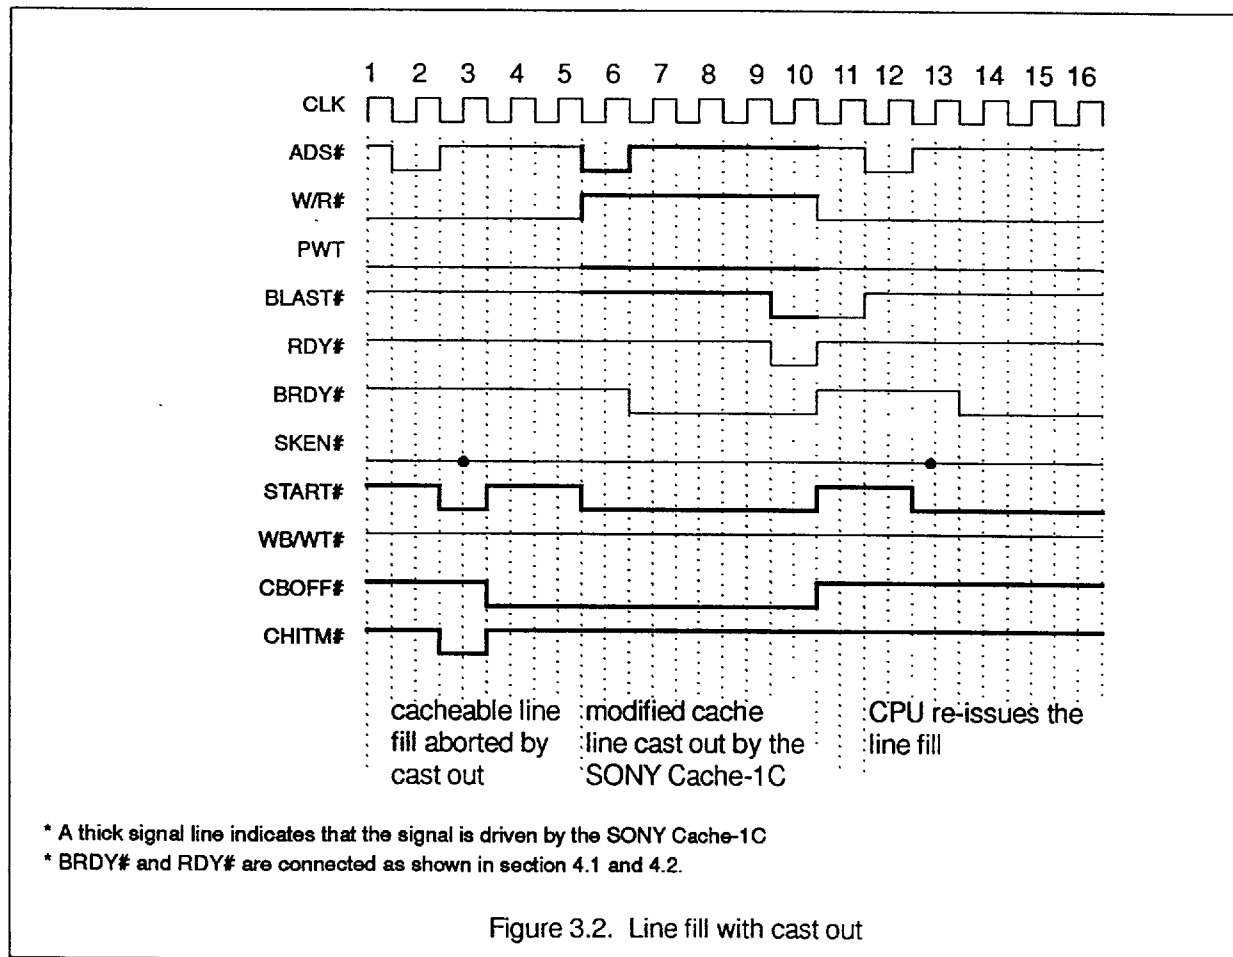 1 2 3 4 5 6 7 8 9 10 11 12 13 14 15 16
CLK
ADS#
W/R#
PWT
BLAST#
RDY#
BRDY#
SKEN#
START#
WB/WT#
CBOFF#
CHITM#
cacheable line
fill aborted by
cast out
modified cache
line cast out by the
SONY Cache-1C
CPU re-issues the
line fill
* A thick signal line indicates that the signal is driven by the SONY Cache-1C
* BRDY# and RDY# are connected as shown in section 4.1 and 4.2.
Figure 3.2. Line fill with cast out